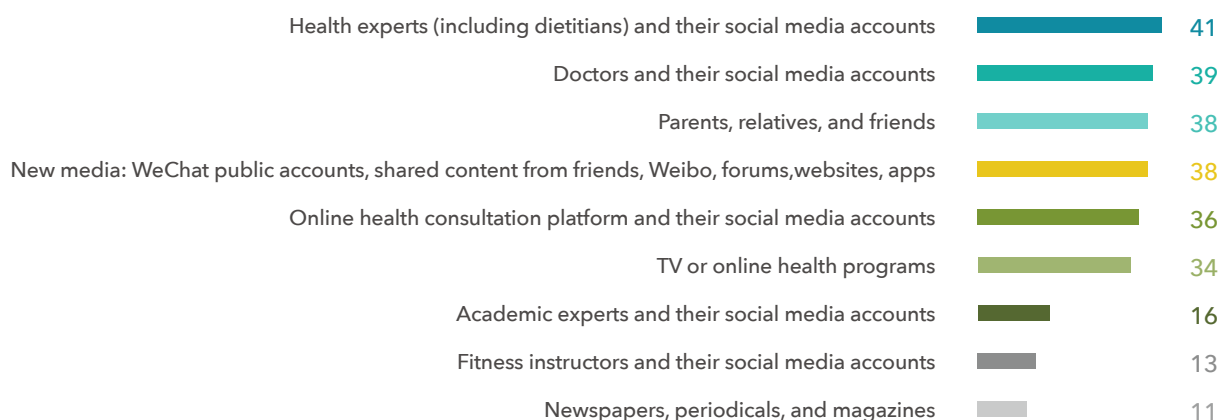 Health experts (including dietitians) and their social media accounts 41
Doctors and their social media accounts 39
Parents, relatives, and friends 38
New media: WeChat public accounts, shared content from friends, Weibo, forums,websites, apps 38
Online health consultation platform and their social media accounts 36
TV or online health programs 34
Academic experts and their social media accounts 16
Fitness instructors and their social media accounts 13
Newspapers, periodicals, and magazines 11